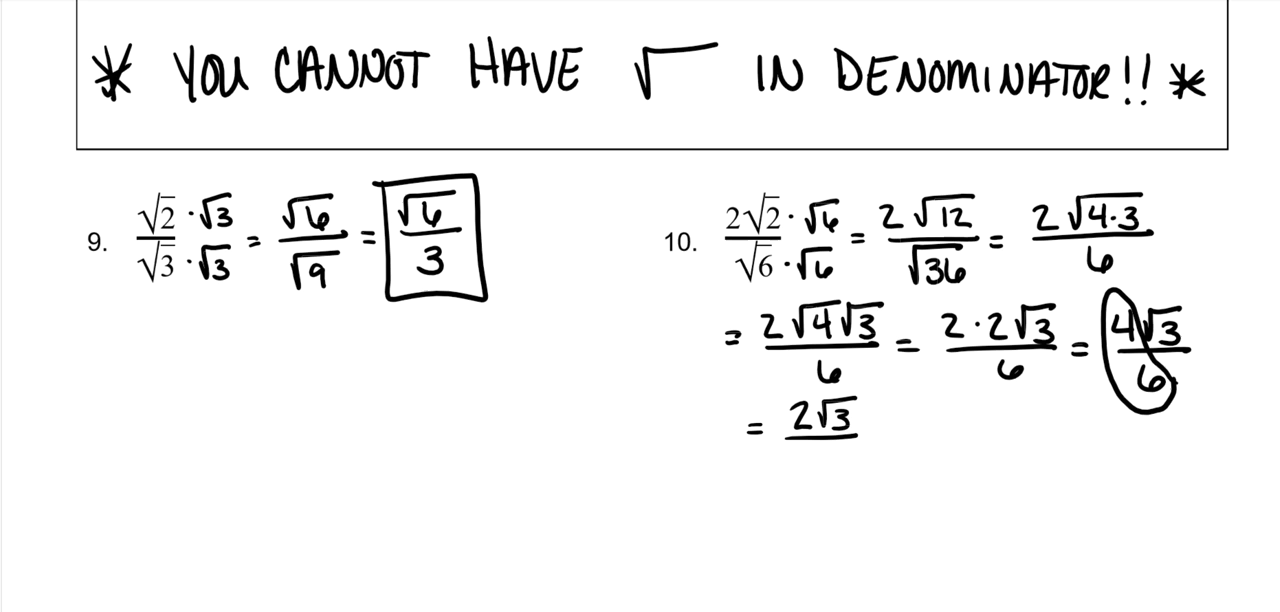 * YOU CANNOT HAVE √ IN DENOMINATOR!! *
9. √2/√3 · √3/√3 = √6/√9 = √6/3
10. 2√2/√6 · √6/√6 = 2√12/√36 = 2√(4·3)/6
= 2√4√3/6 = 2·2√3/6 = 4√3/6
= 2√3/